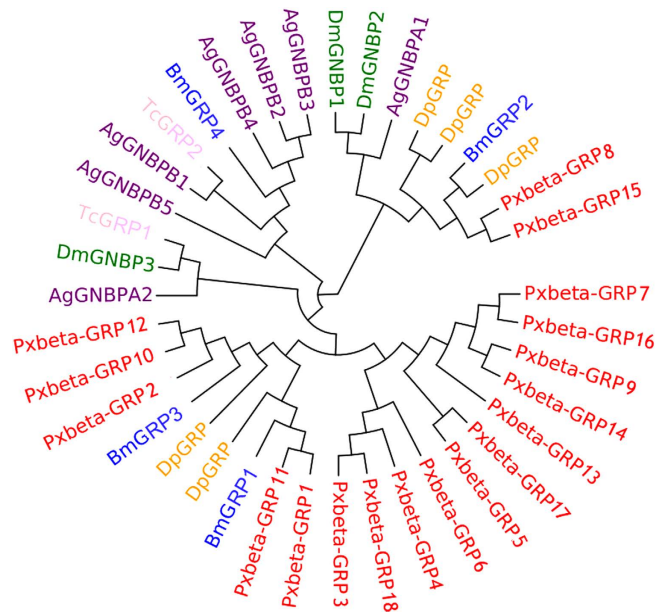 DmGNBP1
DmGNBP2
AgGNBPA1
DpGRP
DpGRP
BmGRP2
DpGRP
Pxbeta-GRP8
Pxbeta-GRP15
Pxbeta-GRP7
Pxbeta-GRP16
Pxbeta-GRP9
Pxbeta-GRP14
Pxbeta-GRP13
Pxbeta-GRP17
Pxbeta-GRP5
Pxbeta-GRP6
Pxbeta-GRP4
Pxbeta-GRP18
Pxbeta-GRP3
Pxbeta-GRP1
Pxbeta-GRP11
BmGRP1
DpGRP
DpGRP
BmGRP3
Pxbeta-GRP2
Pxbeta-GRP10
Pxbeta-GRP12
AgGNBPA2
DmGNBP3
TcGRP1
AgGNBPB5
AgGNBPB1
TcGRP2
BmGRP4
AgGNBPB4
AgGNBPB2
AgGNBPB3